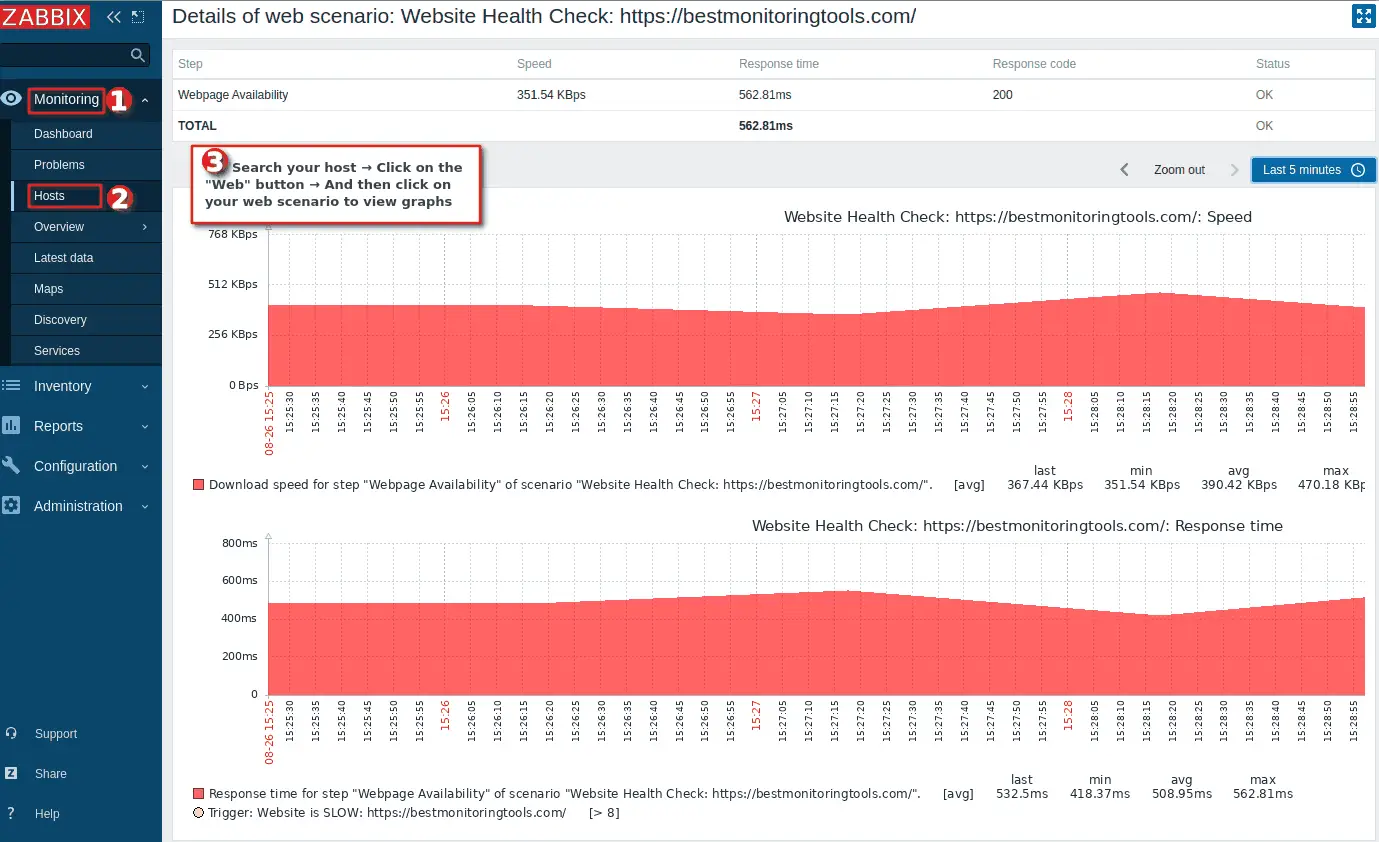 ZABBIX
Details of web scenario: Website Health Check: https://bestmonitoringtools.com/
Step Speed Response time Response code Status
Webpage Availability 351.54 KBps 562.81ms 200 OK
TOTAL 562.81ms OK
Monitoring 1
Dashboard
Problems
Hosts 2
Overview
Latest data
Maps
Discovery
Services
Inventory
Reports
Configuration
Administration
Support
Share
Help
3 Search your host → Click on the
"Web" button → And then click on
your web scenario to view graphs
Zoom out Last 5 minutes
Website Health Check: https://bestmonitoringtools.com/: Speed
768 KBps
512 KBps
256 KBps
0 Bps
08-26 15:25 15:25:30 15:25:35 15:25:40 15:25:45 15:25:50 15:25:55 15:26 15:26:05 15:26:10 15:26:15 15:26:20 15:26:25 15:26:30 15:26:35 15:26:40 15:26:45 15:26:50 15:26:55 15:27 15:27:05 15:27:10 15:27:15 15:27:20 15:27:25 15:27:30 15:27:35 15:27:40 15:27:45 15:27:50 15:27:55 15:28 15:28:05 15:28:10 15:28:15 15:28:20 15:28:25 15:28:30 15:28:35 15:28:40 15:28:45 15:28:50 15:28:55
last min avg max
Download speed for step "Webpage Availability" of scenario "Website Health Check: https://bestmonitoringtools.com/". [avg] 367.44 KBps 351.54 KBps 390.42 KBps 470.18 KBp
Website Health Check: https://bestmonitoringtools.com/: Response time
800ms
600ms
400ms
200ms
0
08-26 15:25 15:25:30 15:25:35 15:25:40 15:25:45 15:25:50 15:25:55 15:26 15:26:05 15:26:10 15:26:15 15:26:20 15:26:25 15:26:30 15:26:35 15:26:40 15:26:45 15:26:50 15:26:55 15:27 15:27:05 15:27:10 15:27:15 15:27:20 15:27:25 15:27:30 15:27:35 15:27:40 15:27:45 15:27:50 15:27:55 15:28 15:28:05 15:28:10 15:28:15 15:28:20 15:28:25 15:28:30 15:28:35 15:28:40 15:28:45 15:28:50 15:28:55
last min avg max
Response time for step "Webpage Availability" of scenario "Website Health Check: https://bestmonitoringtools.com/". [avg] 532.5ms 418.37ms 508.95ms 562.81ms
Trigger: Website is SLOW: https://bestmonitoringtools.com/ [> 8]